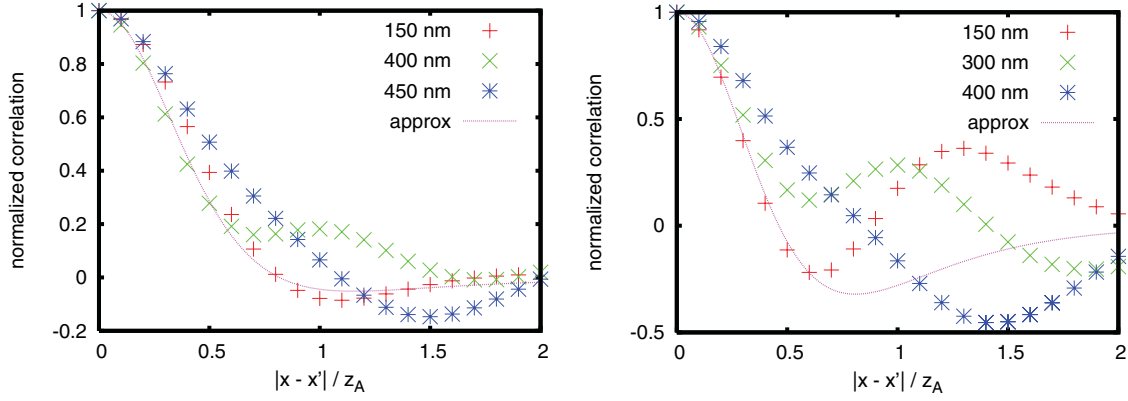 1
0.8
0.6
0.4
0.2
0
-0.2
normalized correlation
0
0.5
1
1.5
2
|x - x'| / z_A
150 nm
400 nm
450 nm
approx
1
0.5
0
-0.5
normalized correlation
0
0.5
1
1.5
2
|x - x'| / z_A
150 nm
300 nm
400 nm
approx